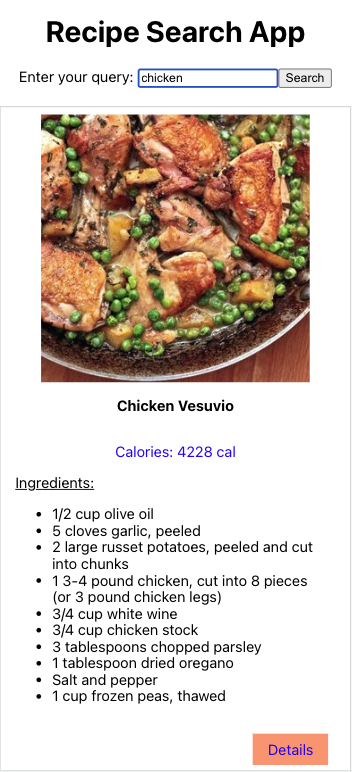 Recipe Search App
Enter your query: chicken Search
Chicken Vesuvio
Calories: 4228 cal
Ingredients:
• 1/2 cup olive oil
• 5 cloves garlic, peeled
• 2 large russet potatoes, peeled and cut
into chunks
• 1 3-4 pound chicken, cut into 8 pieces
(or 3 pound chicken legs)
• 3/4 cup white wine
• 3/4 cup chicken stock
• 3 tablespoons chopped parsley
• 1 tablespoon dried oregano
• Salt and pepper
• 1 cup frozen peas, thawed
Details